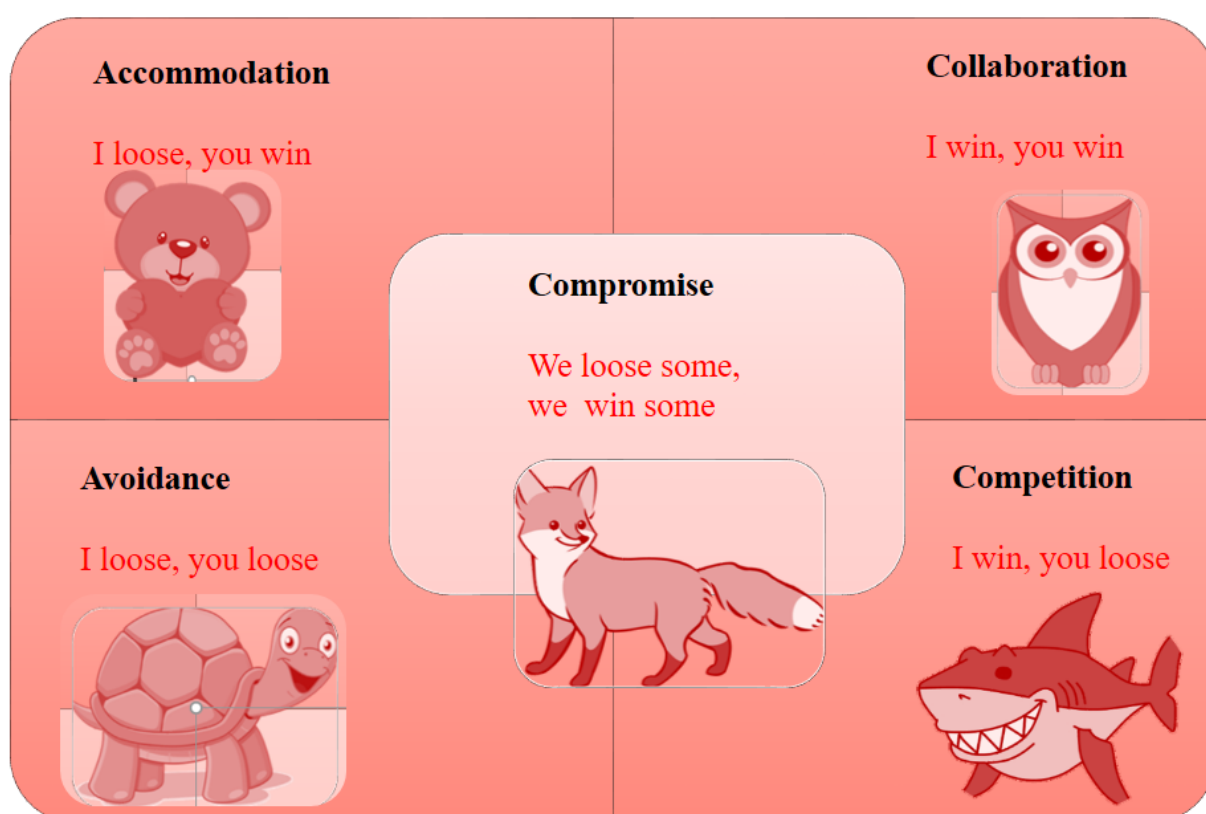 Accommodation
I loose, you win
Collaboration
I win, you win
Compromise
We loose some,
we win some
Avoidance
I loose, you loose
Competition
I win, you loose